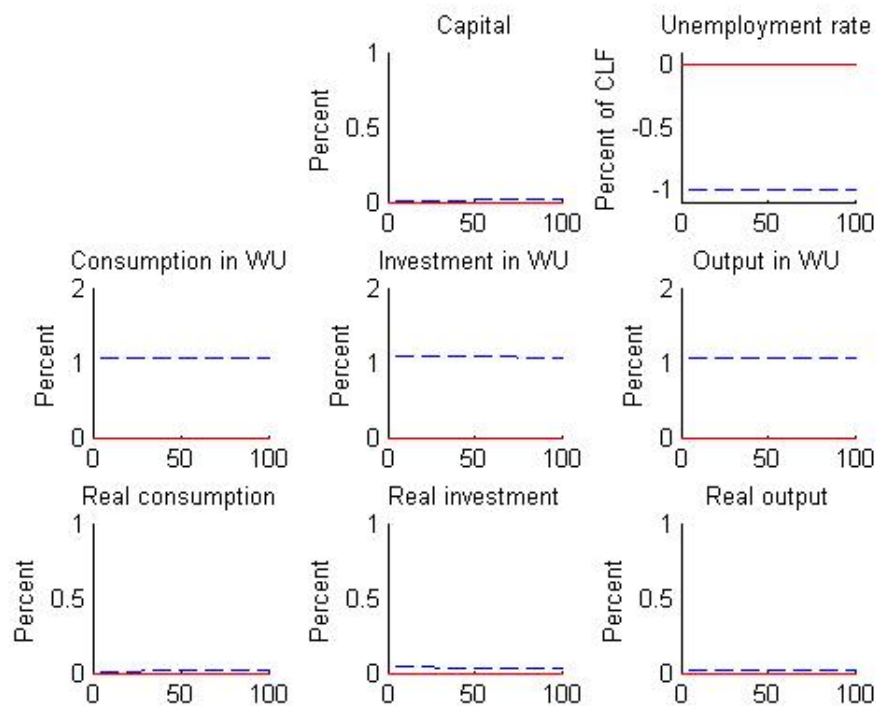 Capital
Percent
1
0.5
0
0 50 100
Unemployment rate
Percent of CLF
0
-0.5
-1
0 50 100
Consumption in WU
Percent
2
1
0
0 50 100
Investment in WU
Percent
2
1
0
0 50 100
Output in WU
Percent
2
1
0
0 50 100
Real consumption
Percent
1
0.5
0
0 50 100
Real investment
Percent
1
0.5
0
0 50 100
Real output
Percent
1
0.5
0
0 50 100